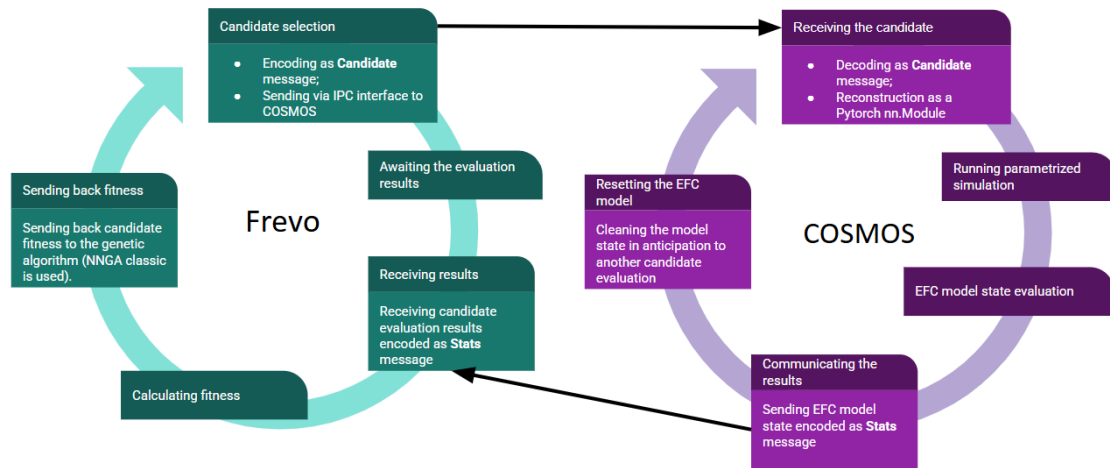 Candidate selection
● Encoding as Candidate
message;
● Sending via IPC interface to
COSMOS
Awaiting the evaluation
results
Receiving results
Receiving candidate
evaluation results
encoded as Stats
message
Calculating fitness
Sending back fitness
Sending back candidate
fitness to the genetic
algorithm (NNGA classic
is used).
Frevo
Receiving the candidate
● Decoding as Candidate
message;
● Reconstruction as a
Pytorch nn.Module
Running parametrized
simulation
EFC model state evaluation
Communicating the
results
Sending EFC model
state encoded as Stats
message
Resetting the EFC
model
Cleaning the model
state in anticipation to
another candidate
evaluation
COSMOS